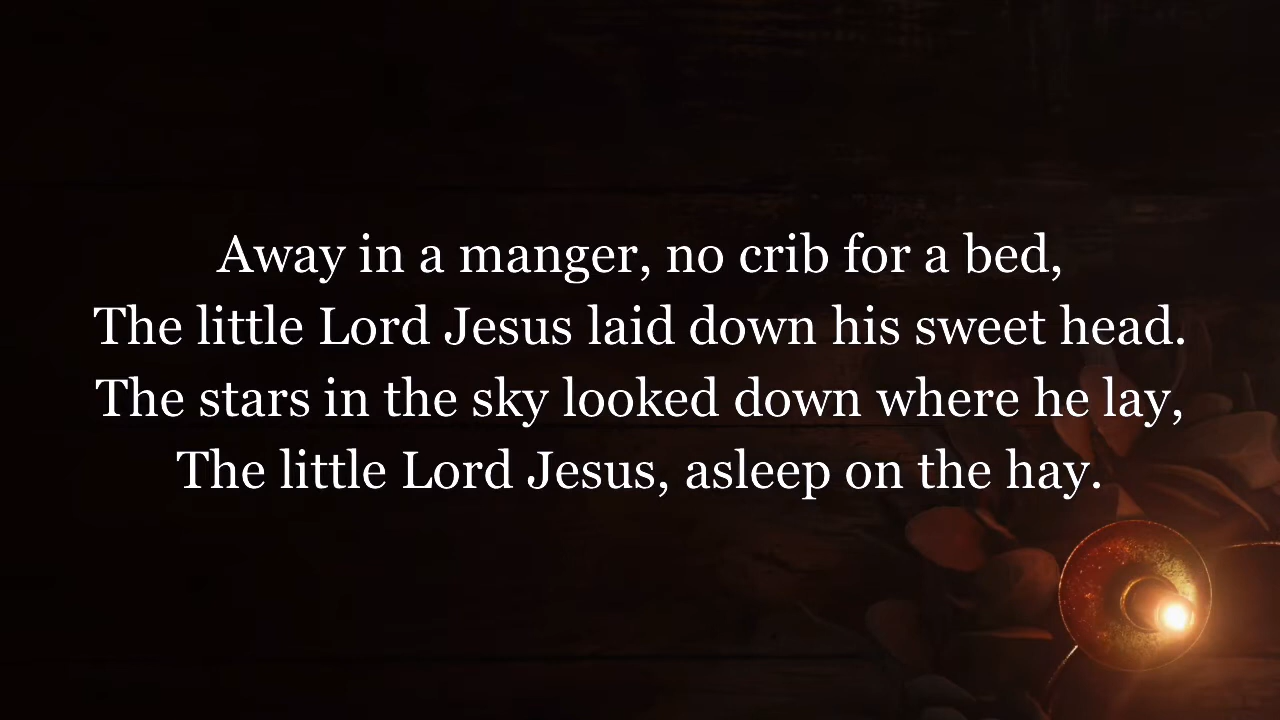 Away in a manger, no crib for a bed,
The little Lord Jesus laid down his sweet head.
The stars in the sky looked down where he lay,
The little Lord Jesus, asleep on the hay.